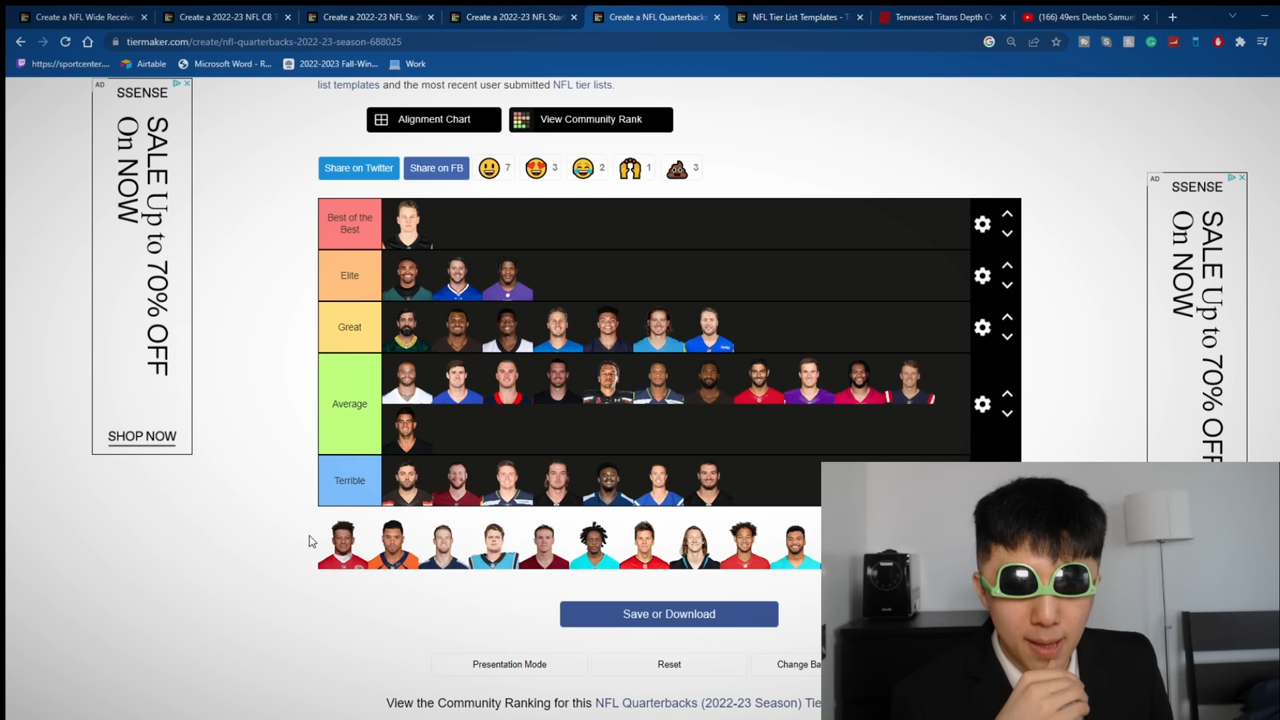 Create a NFL Wide Receive
Create a 2022-23 NFL CB T
Create a 2022-23 NFL Star
Create a 2022-23 NFL Star
Create a NFL Quarterbacks
NFL Tier List Templates - Ti
Tennessee Titans Depth Ch
(166) 49ers Deebo Samuel
tiermaker.com/create/nfl-quarterbacks-2022-23-season-688025
https://sportcenter....
Airtable
Microsoft Word - R...
2022-2023 Fall-Win...
Work
list templates and the most recent user submitted NFL tier lists.
Alignment Chart
View Community Rank
Share on Twitter
Share on FB
7
3
2
1
3
AD
SSENSE
SALE Up to 70% OFF
On NOW
SHOP NOW
AD
SSENSE
SALE Up to 70% OFF
On NOW
Best of the
Best
Elite
Great
Average
Terrible
Save or Download
Presentation Mode
Reset
Change Ba
View the Community Ranking for this NFL Quarterbacks (2022-23 Season) Tie